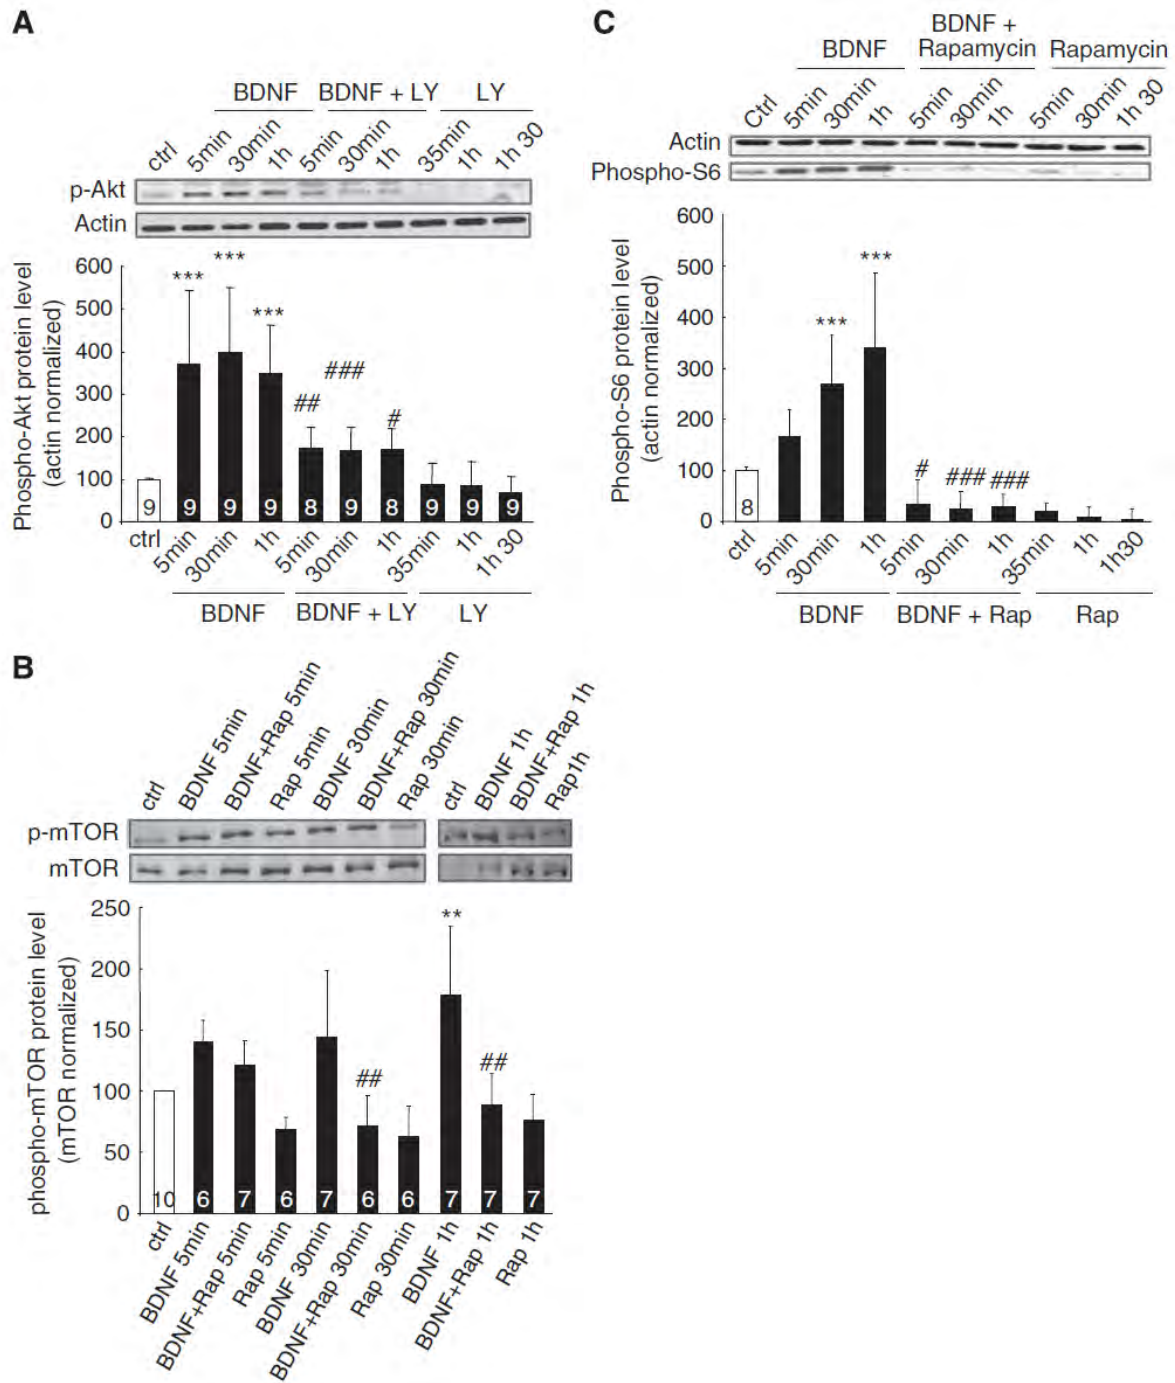 A
BDNF BDNF + LY LY
ctrl 5min 30min 1h 5min 30min 1h 35min 1h 1h 30
p-Akt
Actin
Phospho-Akt protein level
(actin normalized)
600
500
400
300
200
100
0
*** *** *** ## ### #
9 9 9 9 8 9 8 9 9 9
ctrl 5min 30min 1h 5min 30min 1h 35min 1h 1h 30
BDNF BDNF + LY LY
C
BDNF +
BDNF Rapamycin Rapamycin
Ctrl 5min 30min 1h 5min 30min 1h 5min 30min 1h 30
Actin
Phospho-S6
Phospho-S6 protein level
(actin normalized)
600
500
400
300
200
100
0
*** *** # ### ###
8
ctrl 5min 30min 1h 5min 30min 1h 35min 1h 1h30
BDNF BDNF + Rap Rap
B
ctrl BDNF 5min BDNF+Rap 5min Rap 5min BDNF 30min BDNF+Rap 30min Rap 30min ctrl BDNF 1h BDNF+Rap 1h Rap1h
p-mTOR
mTOR
phospho-mTOR protein level
(mTOR normalized)
250
200
150
100
50
0
** ## ##
10 6 7 6 7 6 6 7 7 7
ctrl BDNF 5min BDNF+Rap 5min Rap 5min BDNF 30min BDNF+Rap 30min Rap 30min BDNF 1h BDNF+Rap 1h Rap 1h